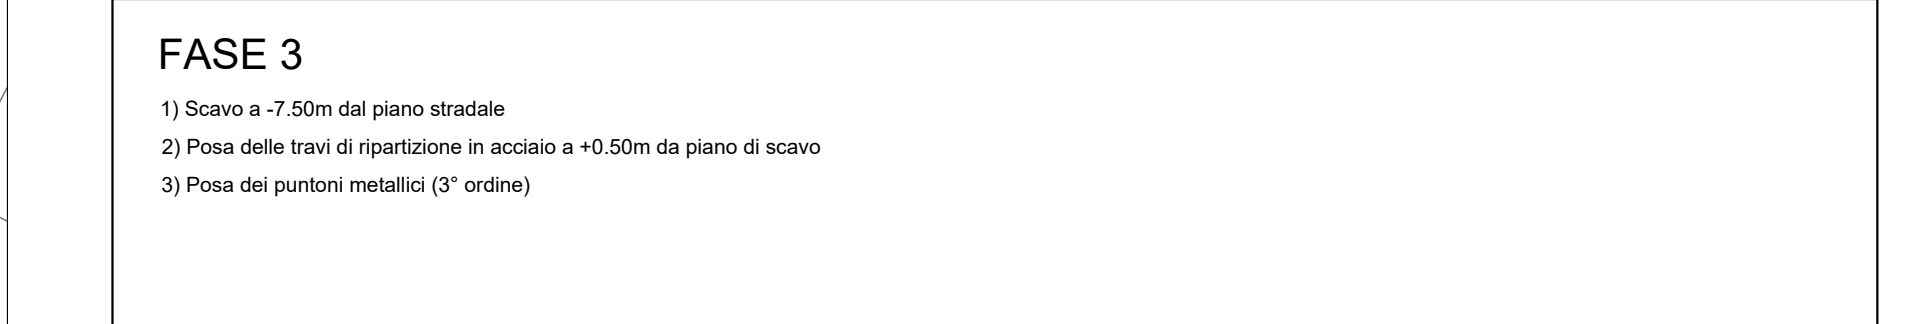 FASE 3
1) Scavo a -7.50m dal piano stradale
2) Posa delle travi di ripartizione in acciaio a +0.50m da piano di scavo
3) Posa dei puntoni metallici (3° ordine)